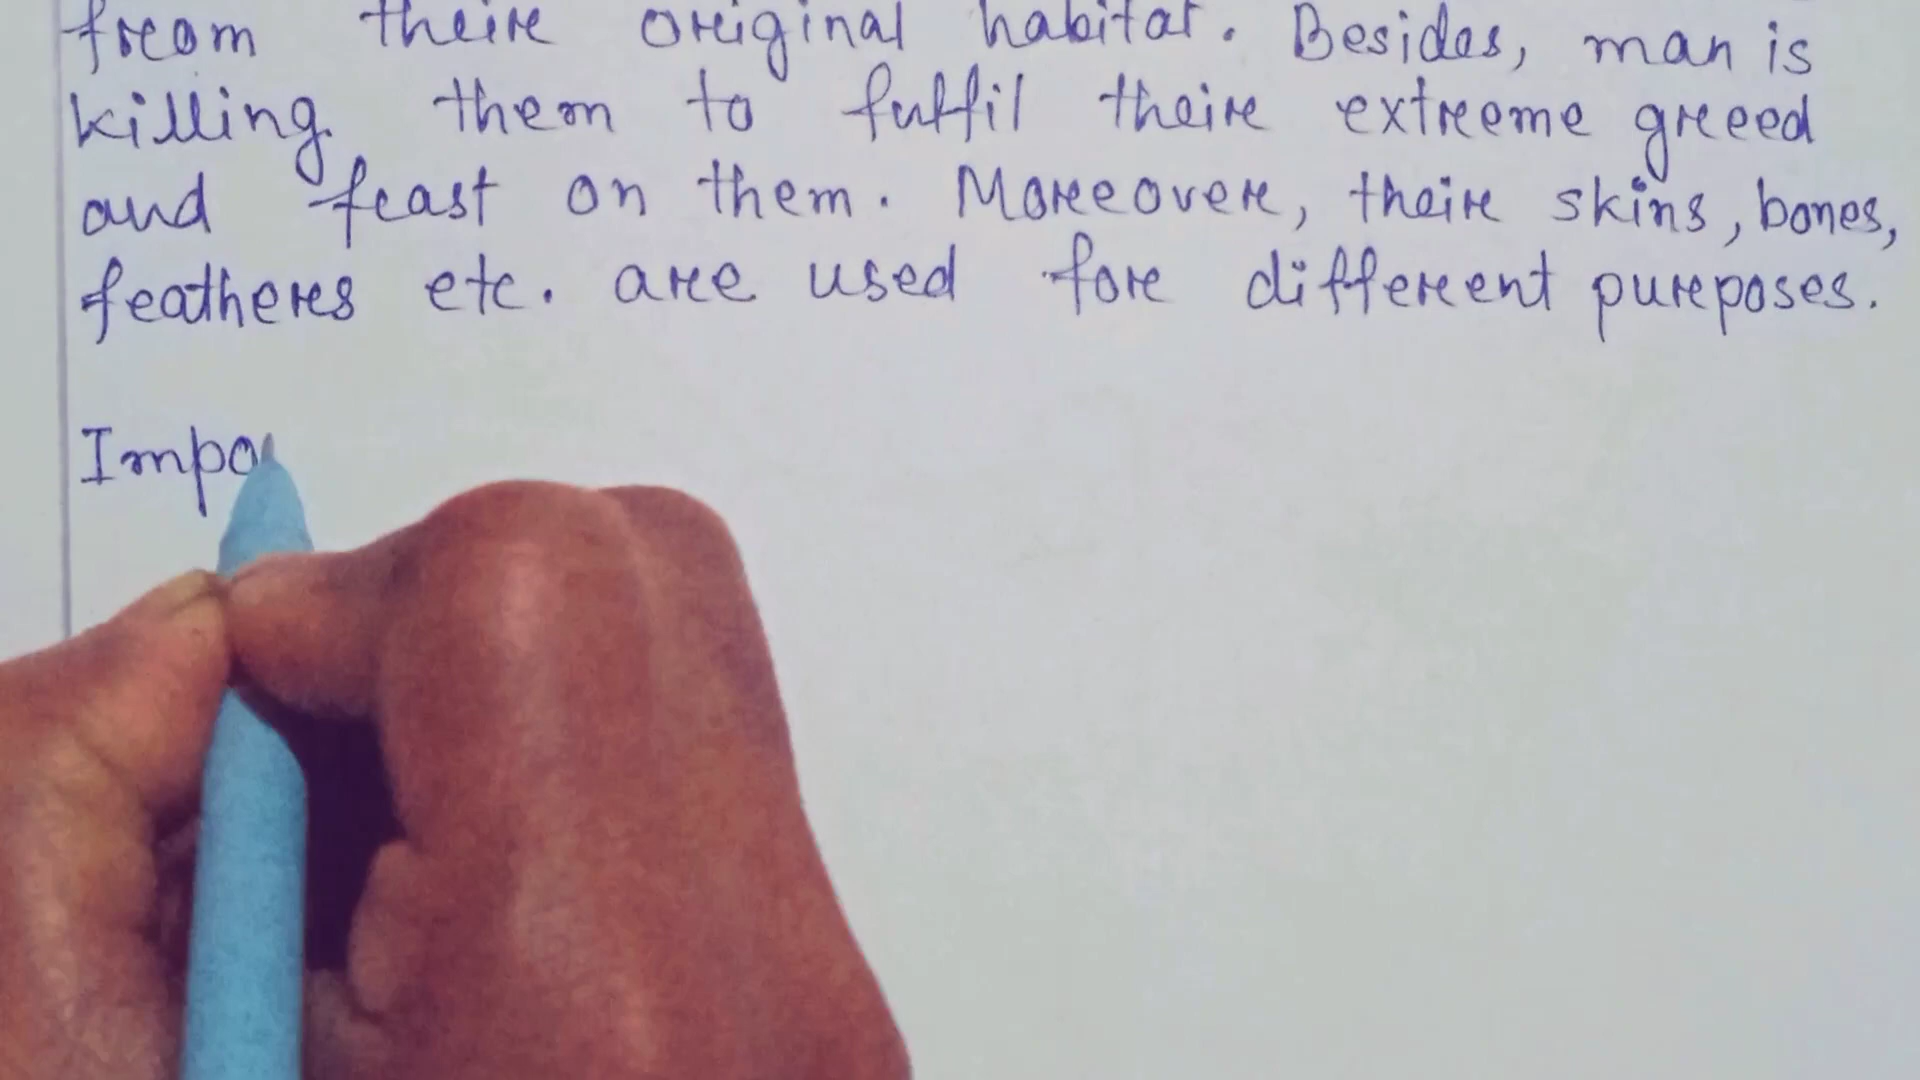 from their original habitat. Besides, man is
killing them to fulfil their extreme greed
and feast on them. Moreover, their skins, bones,
feathers etc. are used for different purposes.
Impo